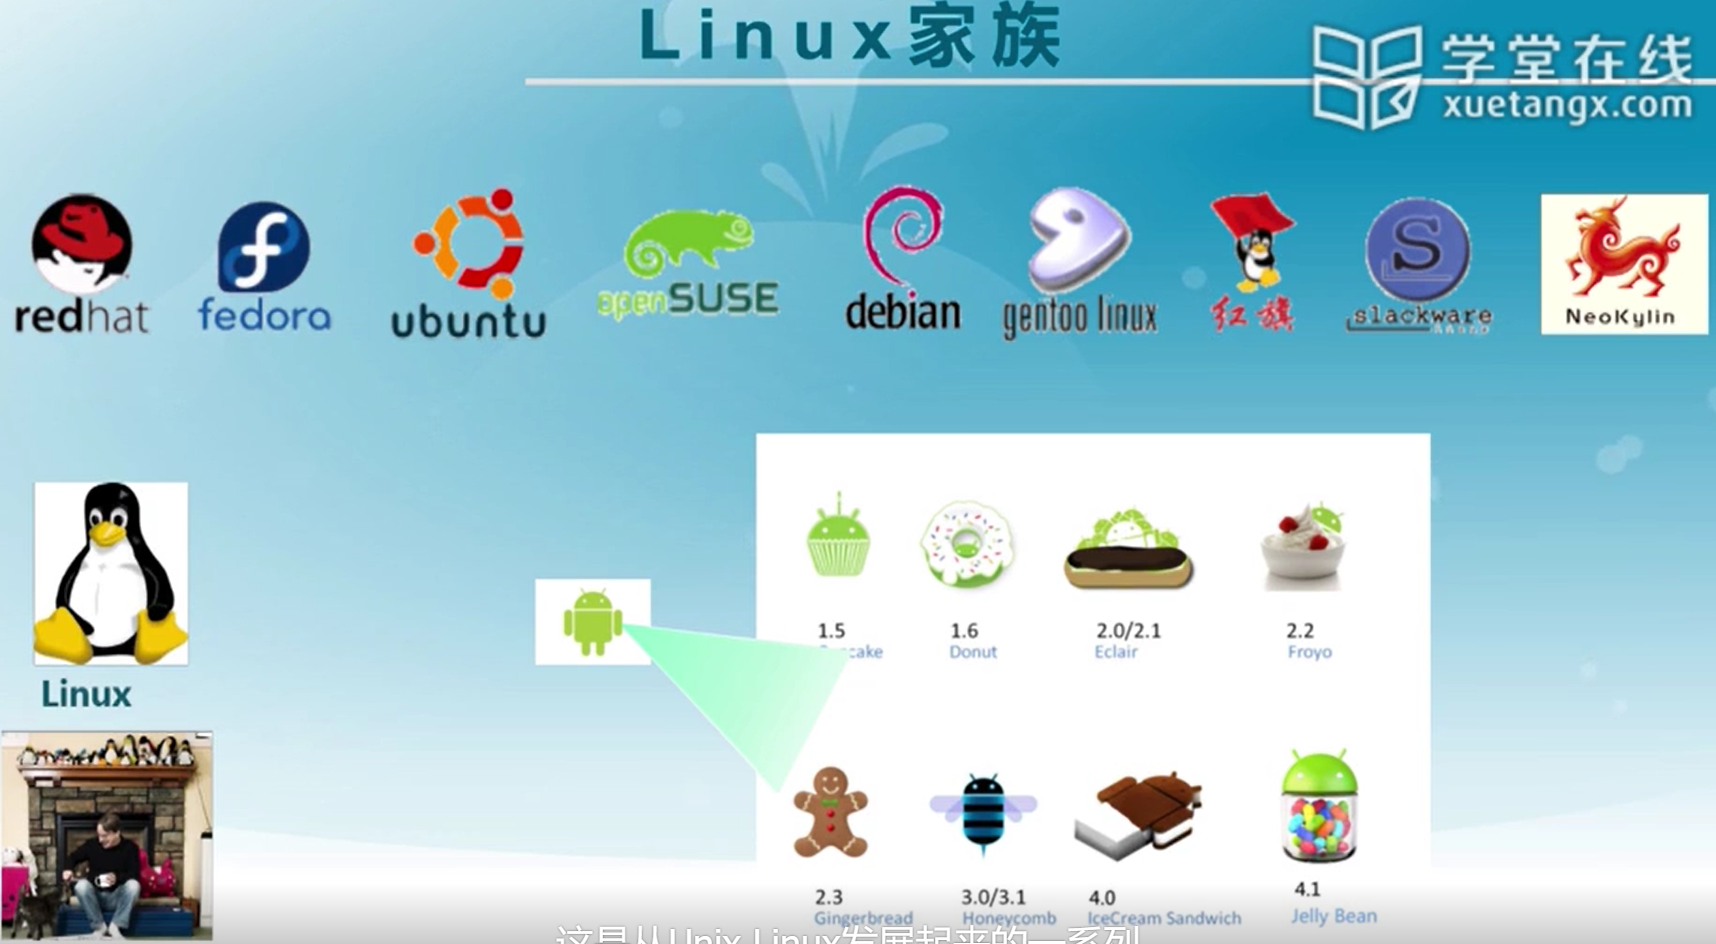 Linux家族
学堂在线
xuetangx.com
redhat
fedora
ubuntu
openSUSE
debian
gentoo linux
红旗
slackware
NeoKylin
Linux
1.5
1.6
Donut
2.0/2.1
Eclair
2.2
Froyo
2.3
Gingerbread
3.0/3.1
Honeycomb
4.0
IceCream Sandwich
4.1
Jelly Bean
这是从Unix Linux发展起来的一系列